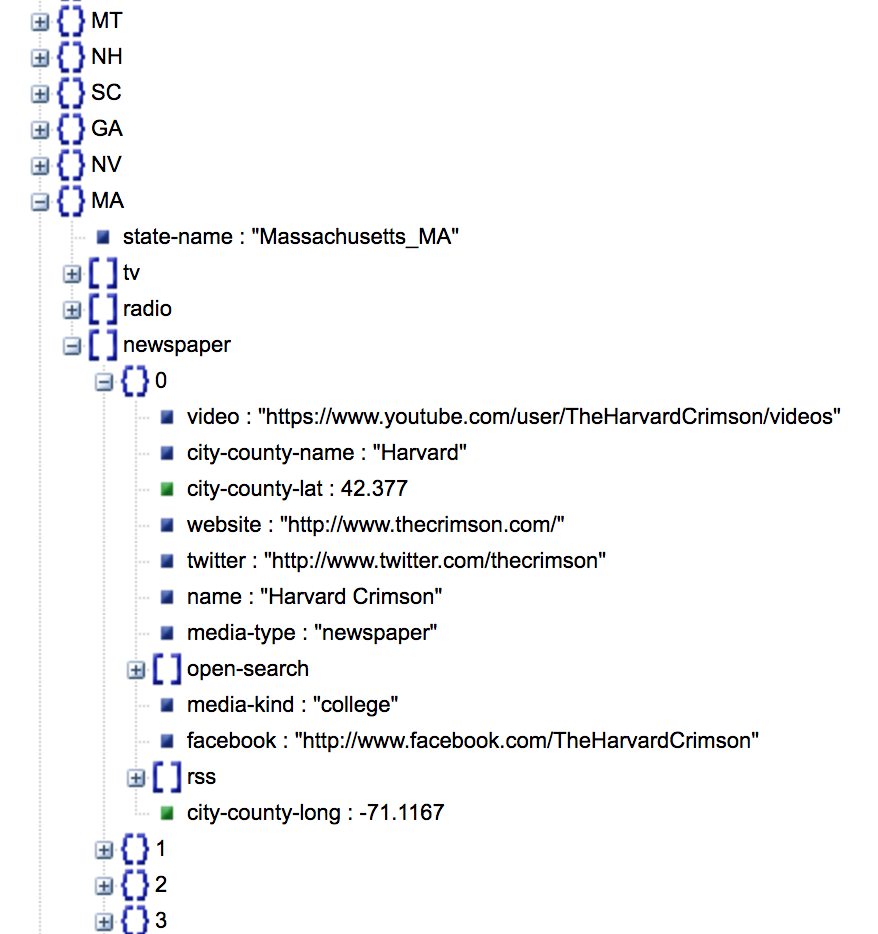 MT
NH
SC
GA
NV
MA
state-name : "Massachusetts_MA"
tv
radio
newspaper
0
video : "https://www.youtube.com/user/TheHarvardCrimson/videos"
city-county-name : "Harvard"
city-county-lat : 42.377
website : "http://www.thecrimson.com/"
twitter : "http://www.twitter.com/thecrimson"
name : "Harvard Crimson"
media-type : "newspaper"
open-search
media-kind : "college"
facebook : "http://www.facebook.com/TheHarvardCrimson"
rss
city-county-long : -71.1167
1
2
3